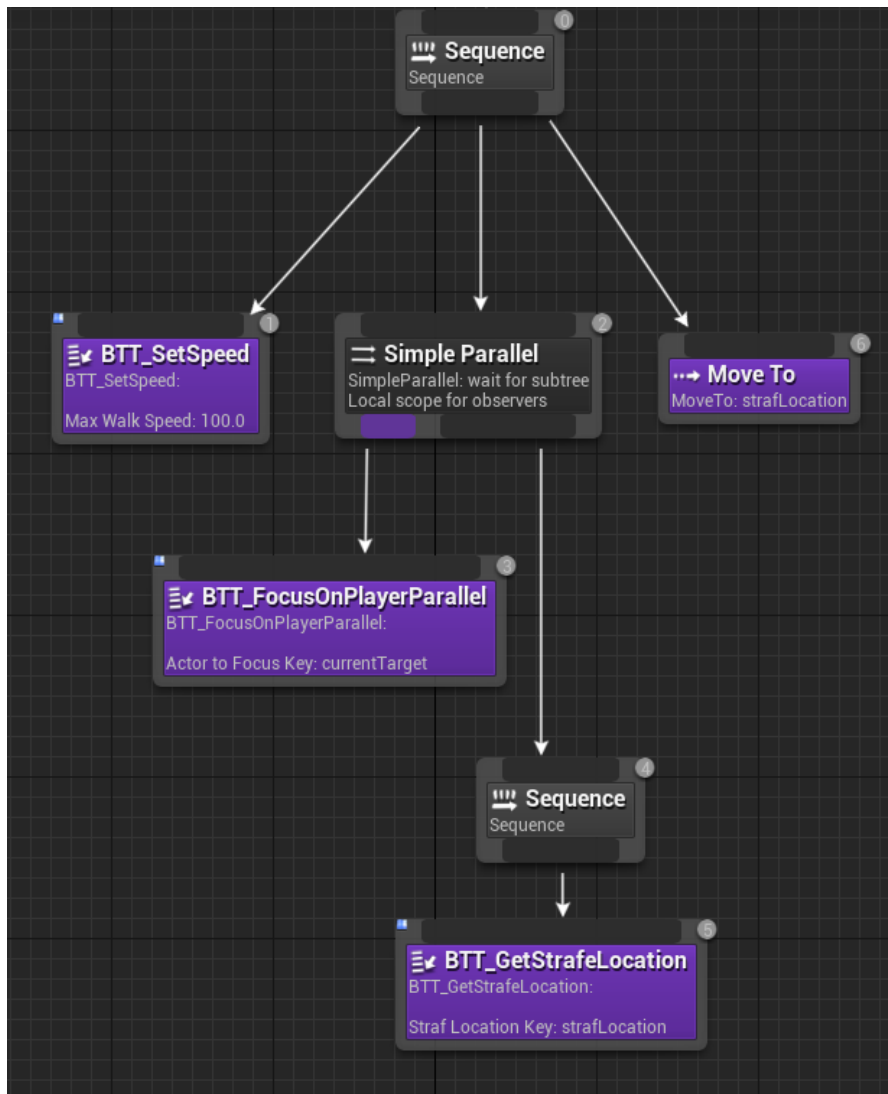 0
Sequence
Sequence
1
BTT_SetSpeed
BTT_SetSpeed:
Max Walk Speed: 100.0
2
Simple Parallel
SimpleParallel: wait for subtree
Local scope for observers
6
Move To
MoveTo: strafLocation
3
BTT_FocusOnPlayerParallel
BTT_FocusOnPlayerParallel:
Actor to Focus Key: currentTarget
4
Sequence
Sequence
5
BTT_GetStrafeLocation
BTT_GetStrafeLocation:
Straf Location Key: strafLocation